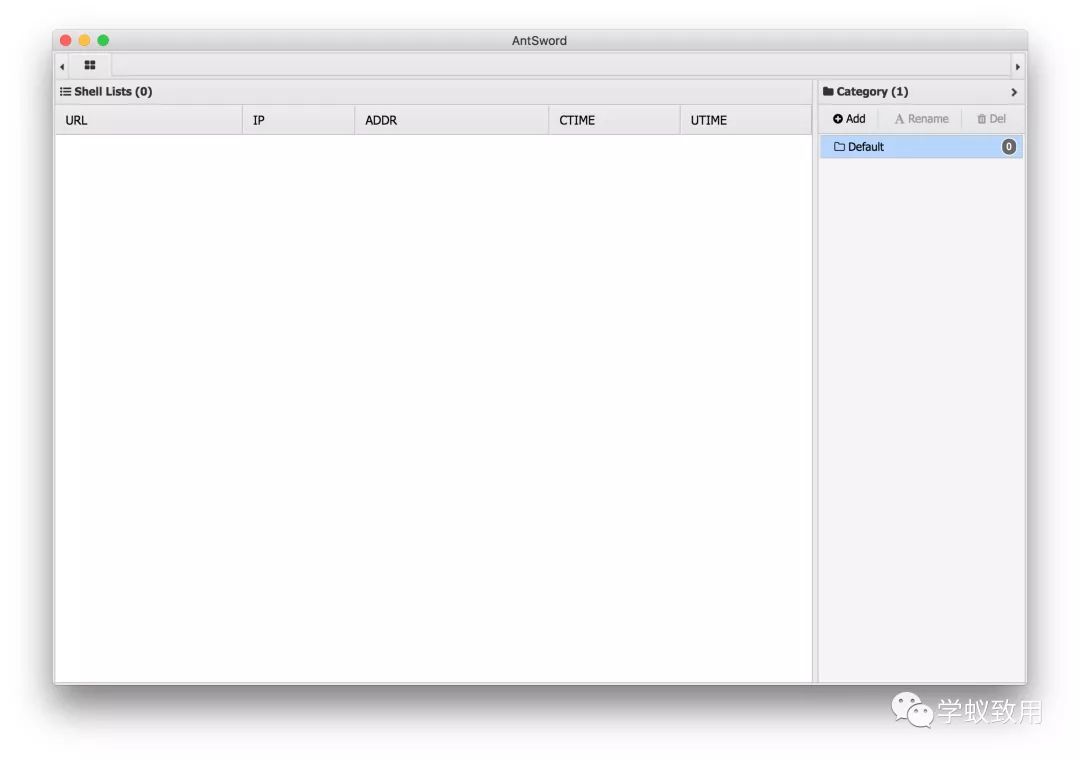 AntSword
Shell Lists (0)
Category (1)
URL IP ADDR CTIME UTIME
Add Rename Del
Default 0
学蚁致用